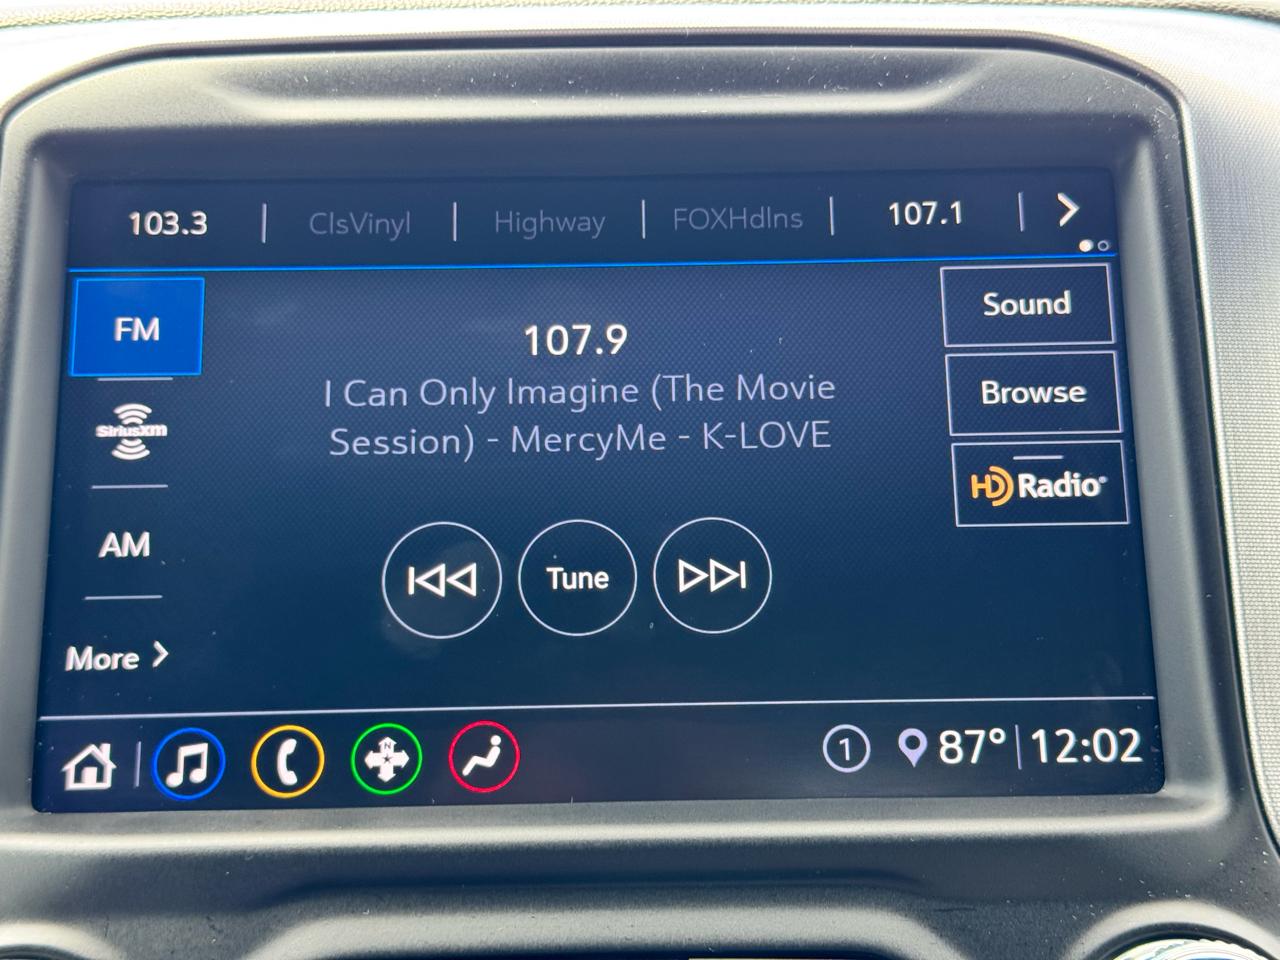 103.3 | ClsVinyl | Highway | FOXHdlns | 107.1 |
FM
SiriusXM
AM
More
107.9
I Can Only Imagine (The Movie
Session) - MercyMe - K-LOVE
Tune
Sound
Browse
HD Radio®
N
1
87° | 12:02